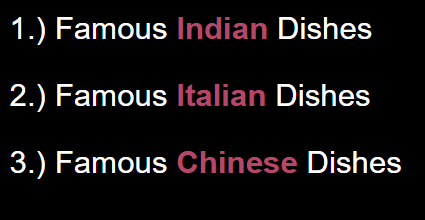 1.) Famous Indian Dishes
2.) Famous Italian Dishes
3.) Famous Chinese Dishes